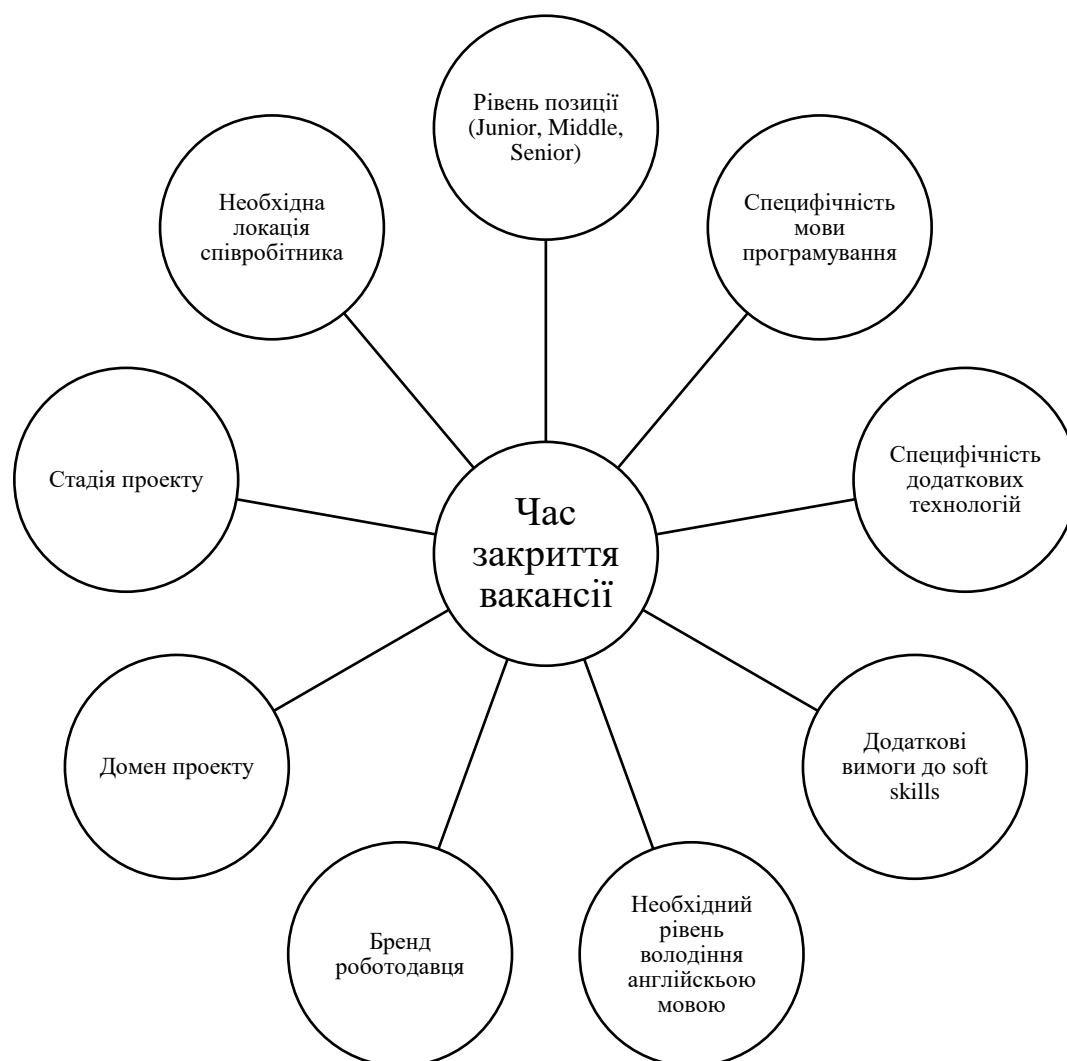 Рівень позиції
(Junior, Middle,
Senior)
Специфічність
мови
програмування
Специфічність
додаткових
технологій
Додаткові
вимоги до soft
skills
Необхідний
рівень
володіння
англійскьою
мовою
Бренд
роботодавця
Домен проекту
Стадія проекту
Необхідна
локація
співробітника
Час
закриття
вакансії